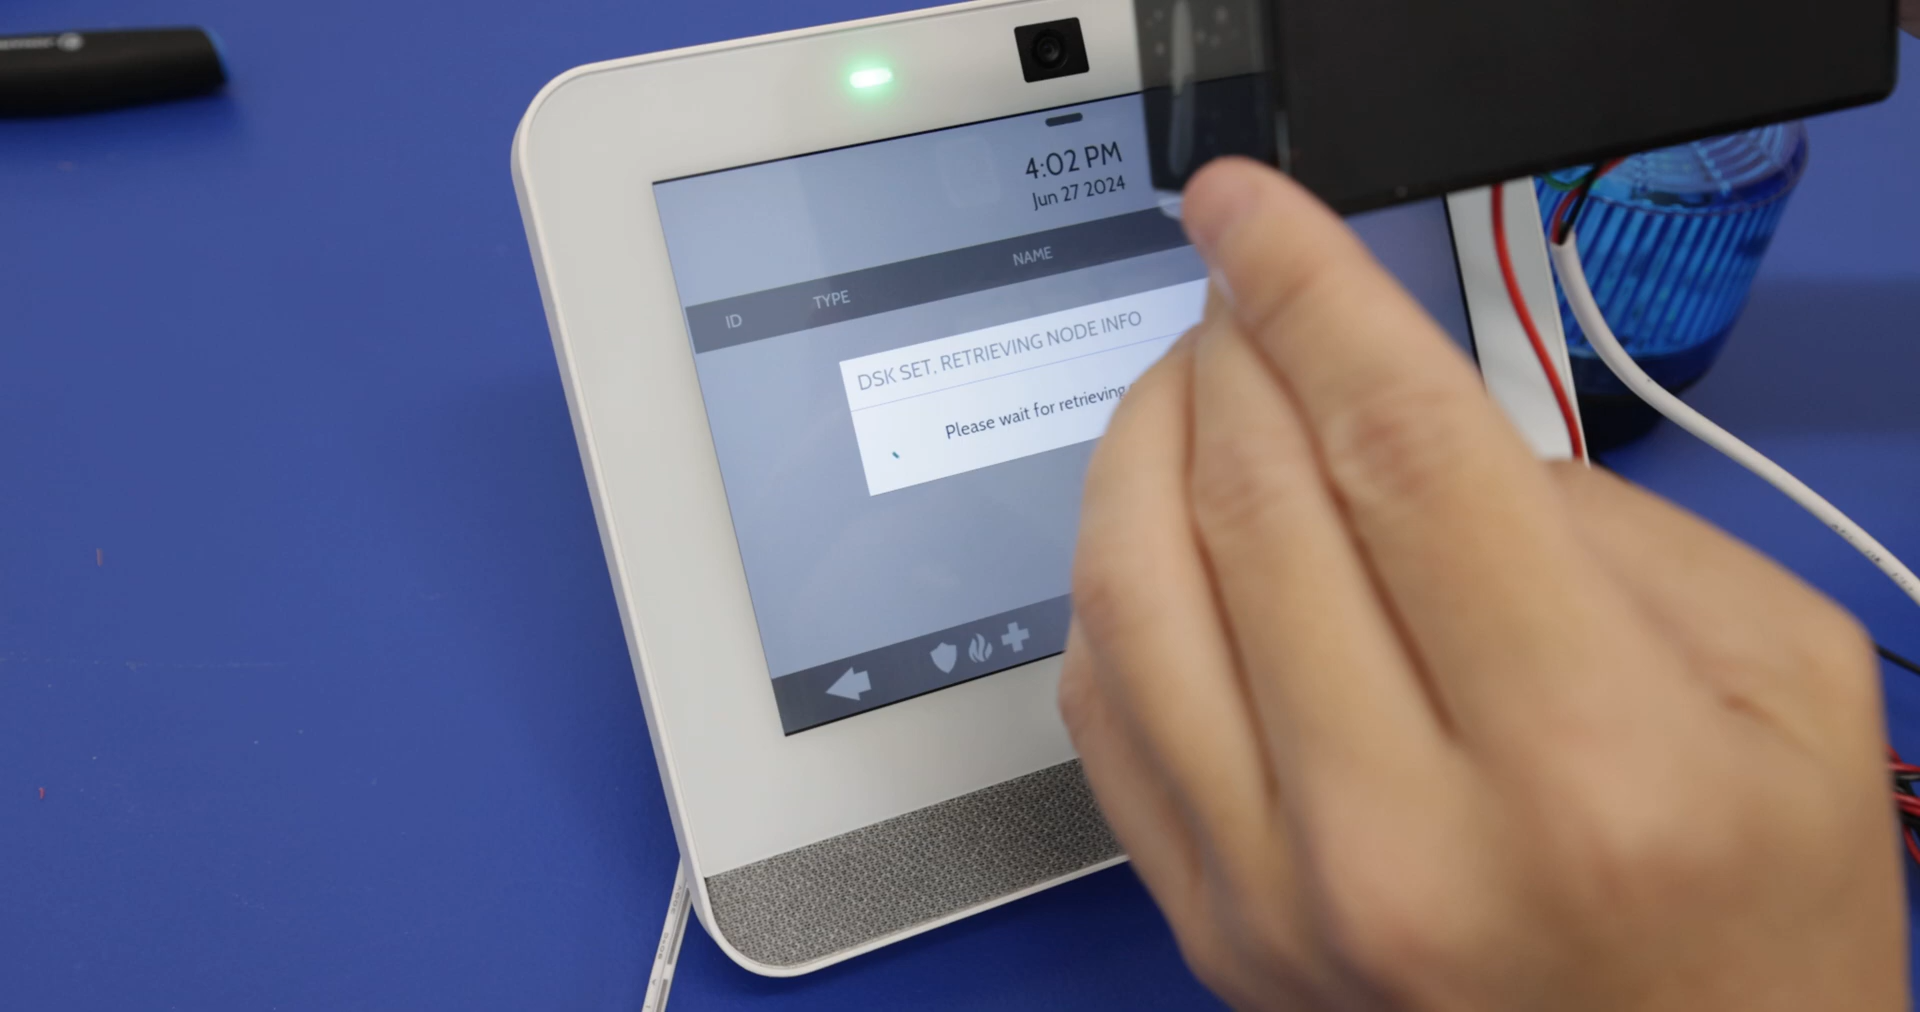 4:02 PM
Jun 27 2024
ID TYPE NAME
DSK SET. RETRIEVING NODE INFO
Please wait for retrieving